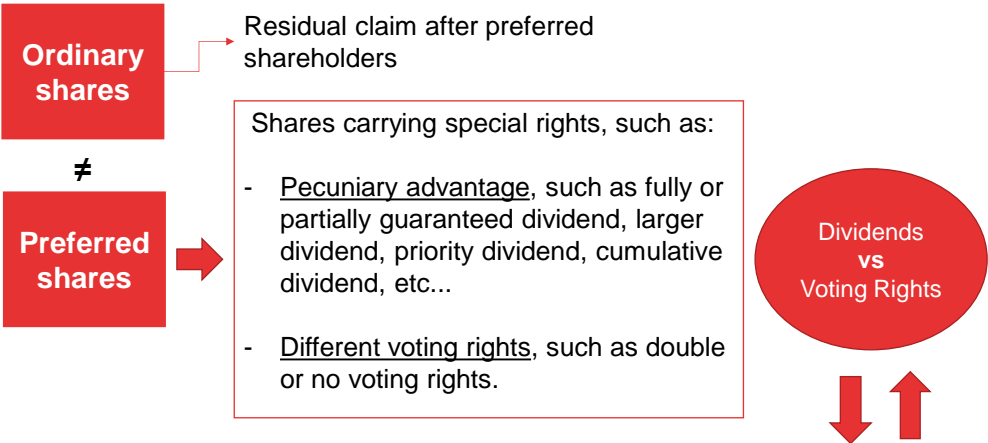 Ordinary
shares
Residual claim after preferred
shareholders
≠
Preferred
shares
Shares carrying special rights, such as:
- Pecuniary advantage, such as fully or
partially guaranteed dividend, larger
dividend, priority dividend, cumulative
dividend, etc...
- Different voting rights, such as double
or no voting rights.
Dividends
vs
Voting Rights